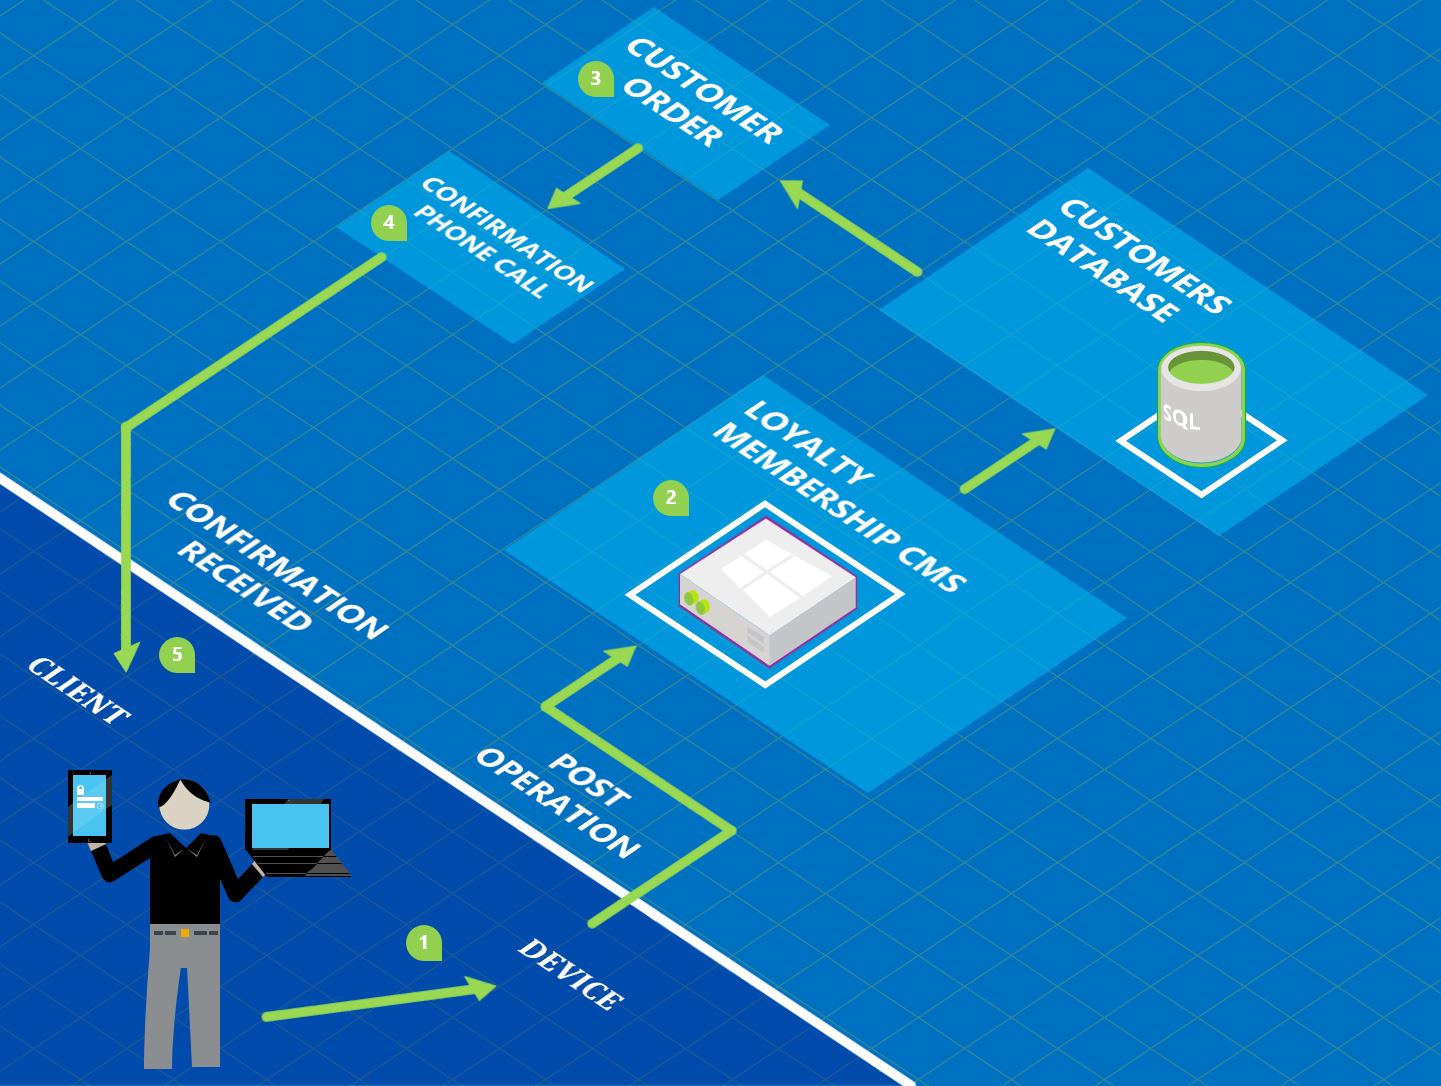 3
CUSTOMER
ORDER
4
CONFIRMATION
PHONE CALL
CUSTOMERS
DATABASE
SQL
2
LOYALTY
MEMBERSHIP CMS
CONFIRMATION
RECEIVED
5
CLIENT
POST
OPERATION
1
DEVICE